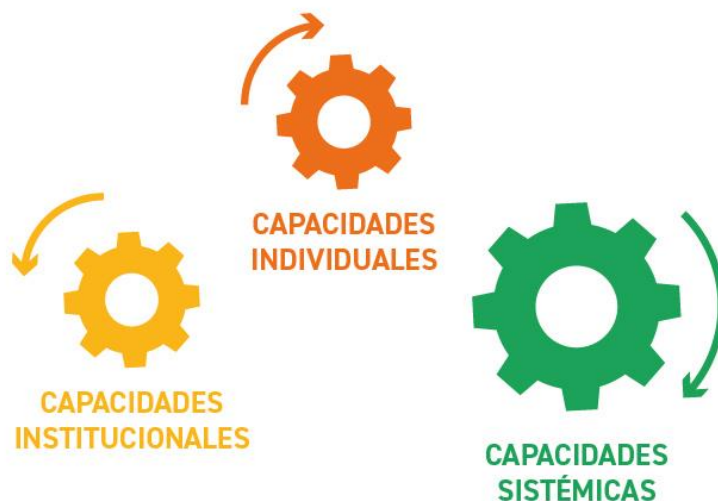 CAPACIDADES
INDIVIDUALES
CAPACIDADES
INSTITUCIONALES
CAPACIDADES
SISTÉMICAS